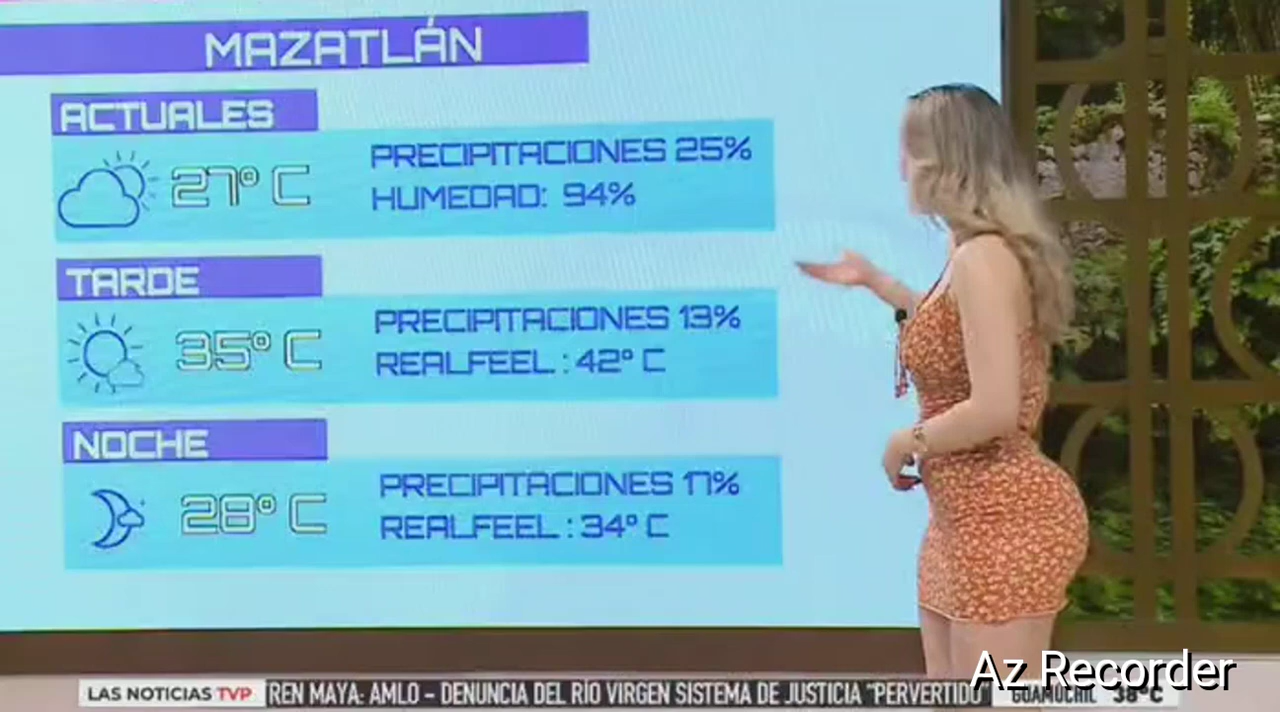 MAZATLÁN
ACTUALES
27° C
PRECIPITACIONES 25%
HUMEDAD: 94%
TARDE
35° C
PRECIPITACIONES 13%
REALFEEL : 42° C
NOCHE
28° C
PRECIPITACIONES 17%
REALFEEL : 34° C
LAS NOTICIAS TVP
REN MAYA: AMLO – DENUNCIA DEL RÍO VIRGEN SISTEMA DE JUSTICIA "PERVERTIDO"
GUAMÚCHIL 38°C
Az Recorder